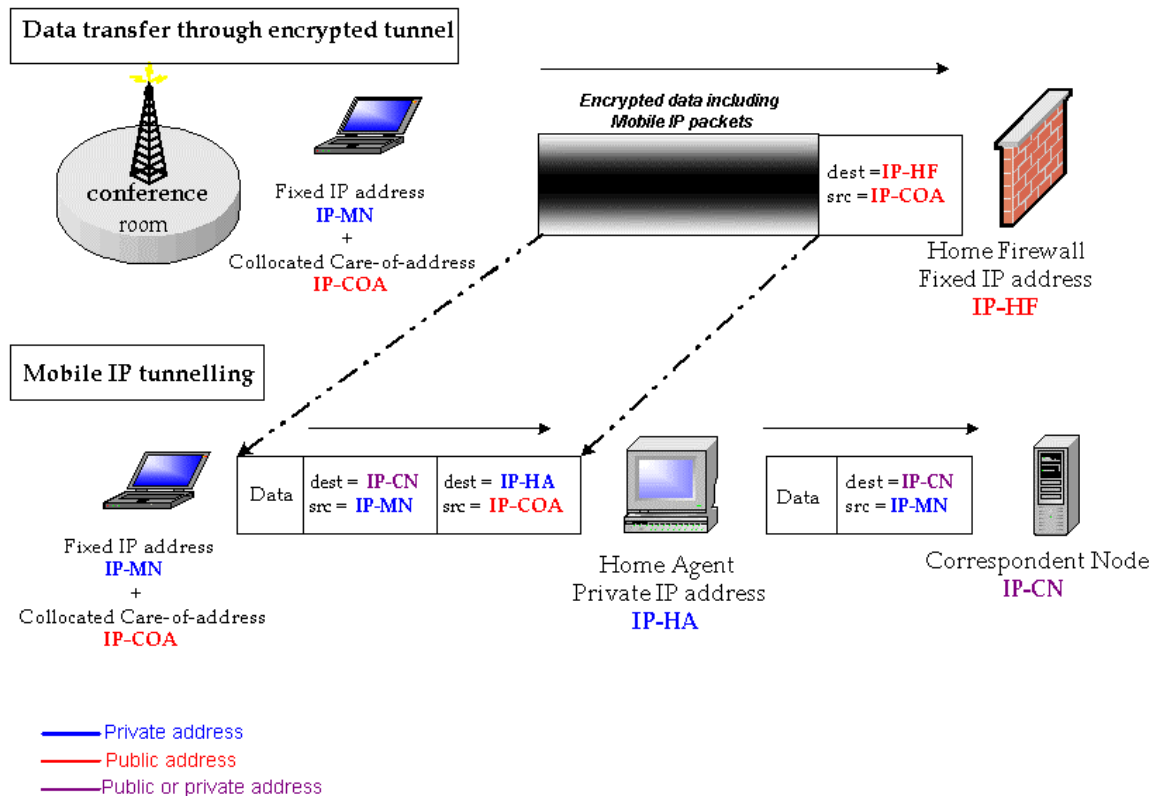 Data transfer through encrypted tunnel
Encrypted data including
Mobile IP packets
conference
room
Fixed IP address
IP-MN
+
Collocated Care-of-address
IP-COA
dest =IP-HF
src =IP-COA
Home Firewall
Fixed IP address
IP-HF
Mobile IP tunnelling
Data
dest = IP-CN
src = IP-MN
dest = IP-HA
src = IP-COA
Data
dest = IP-CN
src = IP-MN
Fixed IP address
IP-MN
+
Collocated Care-of-address
IP-COA
Home Agent
Private IP address
IP-HA
Correspondent Node
IP-CN
Private address
Public address
Public or private address